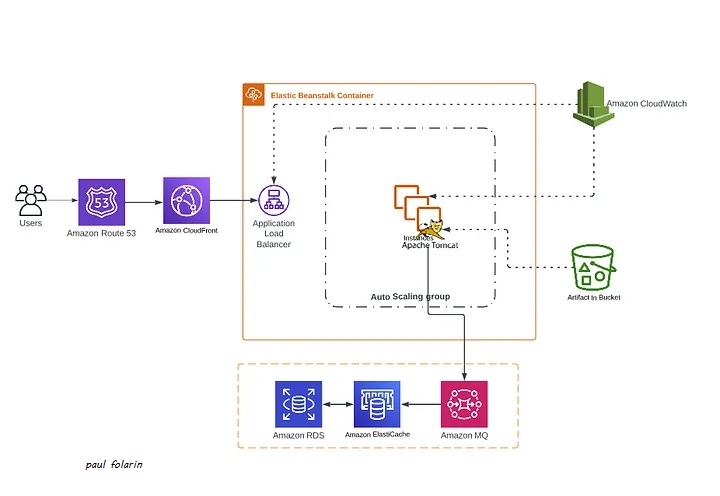 Elastic Beanstalk Container
Amazon CloudWatch
53
Users
Amazon Route 53
Amazon CloudFront
Application
Load
Balancer
Instances
Apache Tomcat
Artifact in Bucket
Auto Scaling group
Amazon RDS
Amazon ElastiCache
Amazon MQ
paul folarin